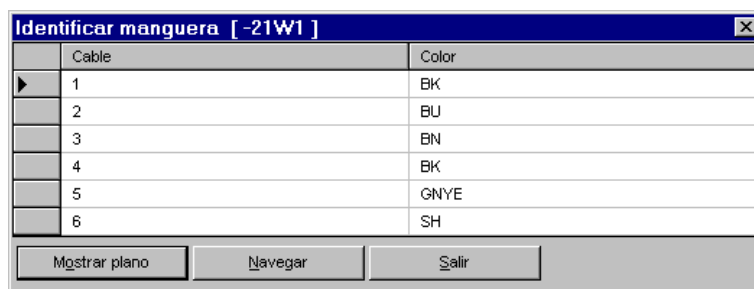 Identificar manguera [ -21W1 ]
Cable Color
1 BK
2 BU
3 BN
4 BK
5 GNYE
6 SH
Mostrar plano Navegar Salir